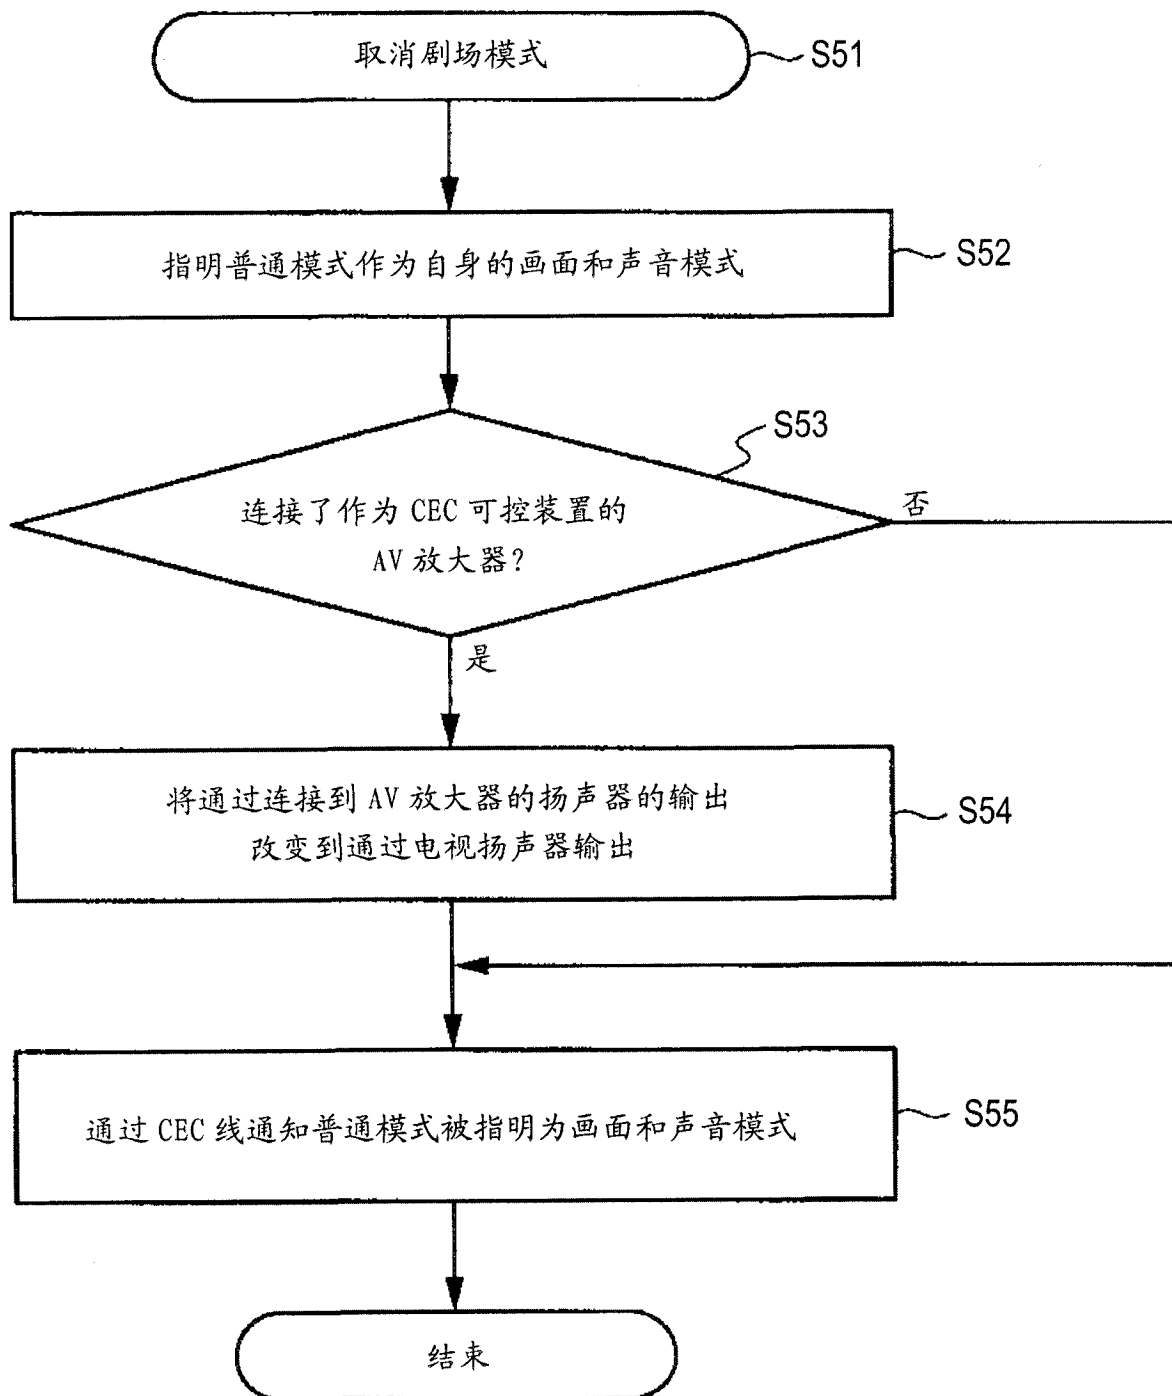 取消剧场模式
S51
指明普通模式作为自身的画面和声音模式
S52
S53
连接了作为 CEC 可控装置的
AV 放大器?
否
是
将通过连接到 AV 放大器的扬声器的输出
改变到通过电视扬声器输出
S54
通过 CEC 线通知普通模式被指明为画面和声音模式
S55
结束